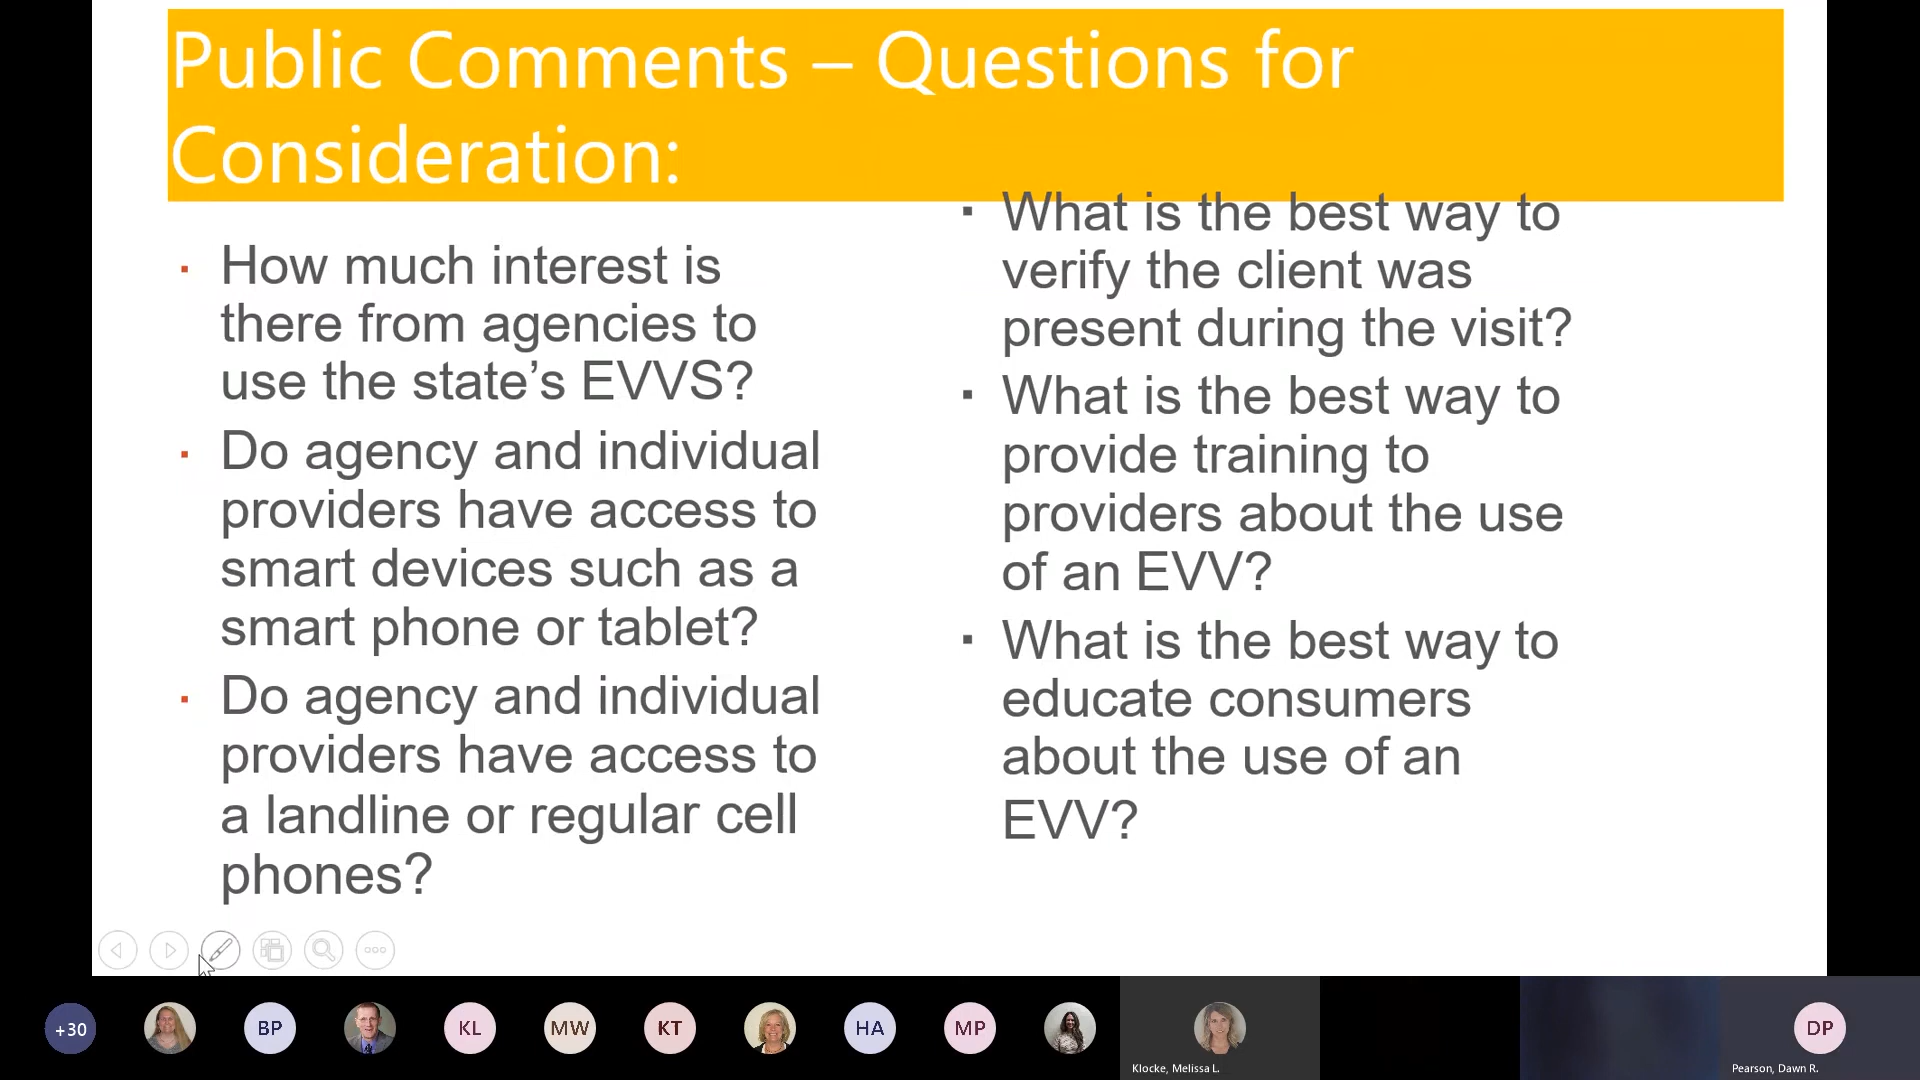 Public Comments – Questions for
Consideration:
▪ How much interest is
there from agencies to
use the state’s EVVS?
▪ Do agency and individual
providers have access to
smart devices such as a
smart phone or tablet?
▪ Do agency and individual
providers have access to
a landline or regular cell
phones?
▪ What is the best way to
verify the client was
present during the visit?
▪ What is the best way to
provide training to
providers about the use
of an EVV?
▪ What is the best way to
educate consumers
about the use of an
EVV?
+30
BP
KL
MW
KT
HA
MP
Klocke, Melissa L.
DP
Pearson, Dawn R.